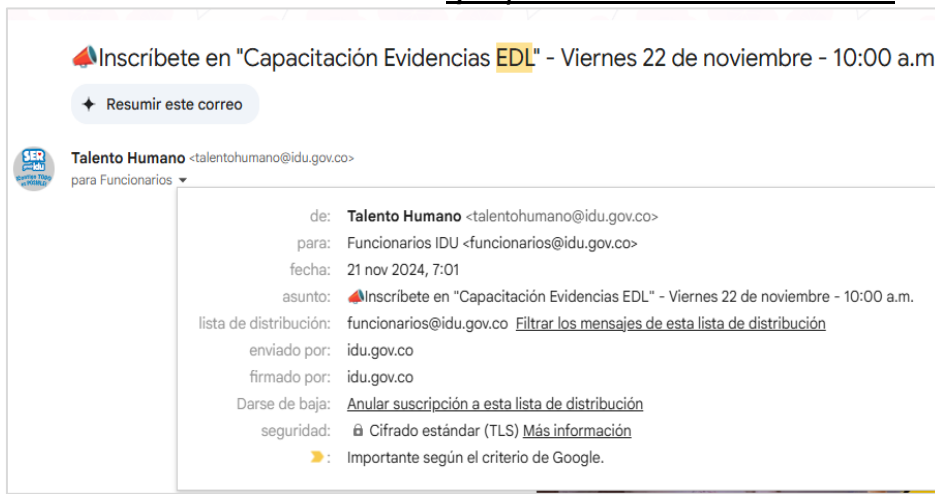 📣Inscríbete en "Capacitación Evidencias EDL" - Viernes 22 de noviembre - 10:00 a.m
Resumir este correo
SER
idu
Talento Humano <talentohumano@idu.gov.co>
para Funcionarios
de: Talento Humano <talentohumano@idu.gov.co>
para: Funcionarios IDU <funcionarios@idu.gov.co>
fecha: 21 nov 2024, 7:01
asunto: 📣Inscríbete en "Capacitación Evidencias EDL" - Viernes 22 de noviembre - 10:00 a.m.
lista de distribución: funcionarios@idu.gov.co Filtrar los mensajes de esta lista de distribución
enviado por: idu.gov.co
firmado por: idu.gov.co
Darse de baja: Anular suscripción a esta lista de distribución
seguridad: Cifrado estándar (TLS) Más información
: Importante según el criterio de Google.